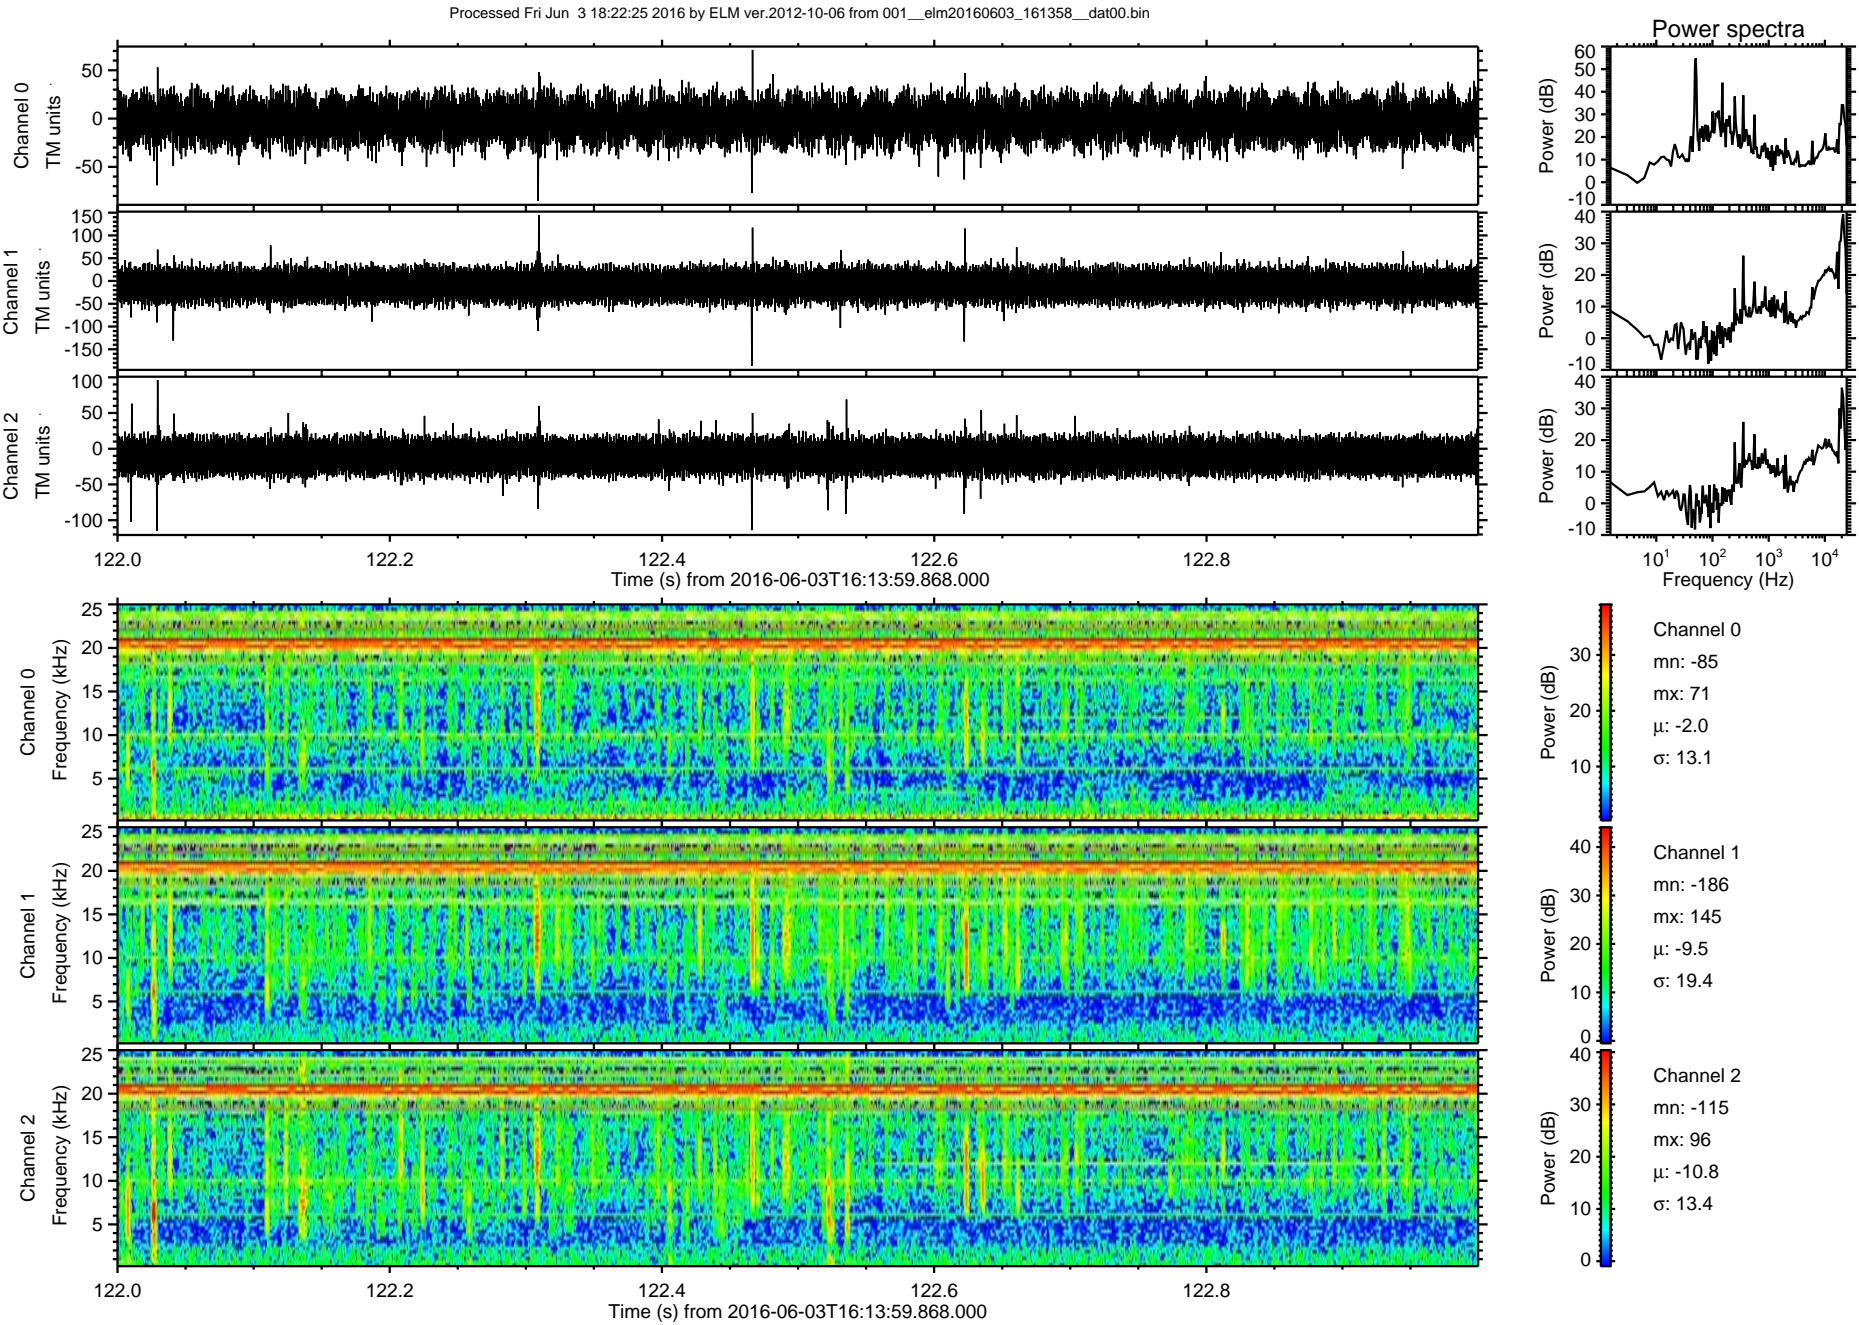 Processed Fri Jun  3 18:22:25 2016 by ELM ver.2012-10-06 from 001__elm20160603_161358__dat00.bin
Power spectra
Channel 0
TM units
50
0
-50
Power (dB)
60
50
40
30
20
10
0
-10
Channel 1
TM units
150
100
50
0
-50
-100
-150
Power (dB)
40
30
20
10
0
-10
Channel 2
TM units
100
50
0
-50
-100
Power (dB)
40
30
20
10
0
-10
122.0 122.2 122.4 122.6 122.8
Time (s) from 2016-06-03T16:13:59.868.000
10¹ 10² 10³ 10⁴
Frequency (Hz)
Channel 0
Frequency (kHz)
25
20
15
10
5
Power (dB)
30
20
10
Channel 0
mn: -85
mx: 71
µ: -2.0
σ: 13.1
Channel 1
Frequency (kHz)
25
20
15
10
5
Power (dB)
40
30
20
10
0
Channel 1
mn: -186
mx: 145
µ: -9.5
σ: 19.4
Channel 2
Frequency (kHz)
25
20
15
10
5
Power (dB)
40
30
20
10
0
Channel 2
mn: -115
mx: 96
µ: -10.8
σ: 13.4
122.0 122.2 122.4 122.6 122.8
Time (s) from 2016-06-03T16:13:59.868.000